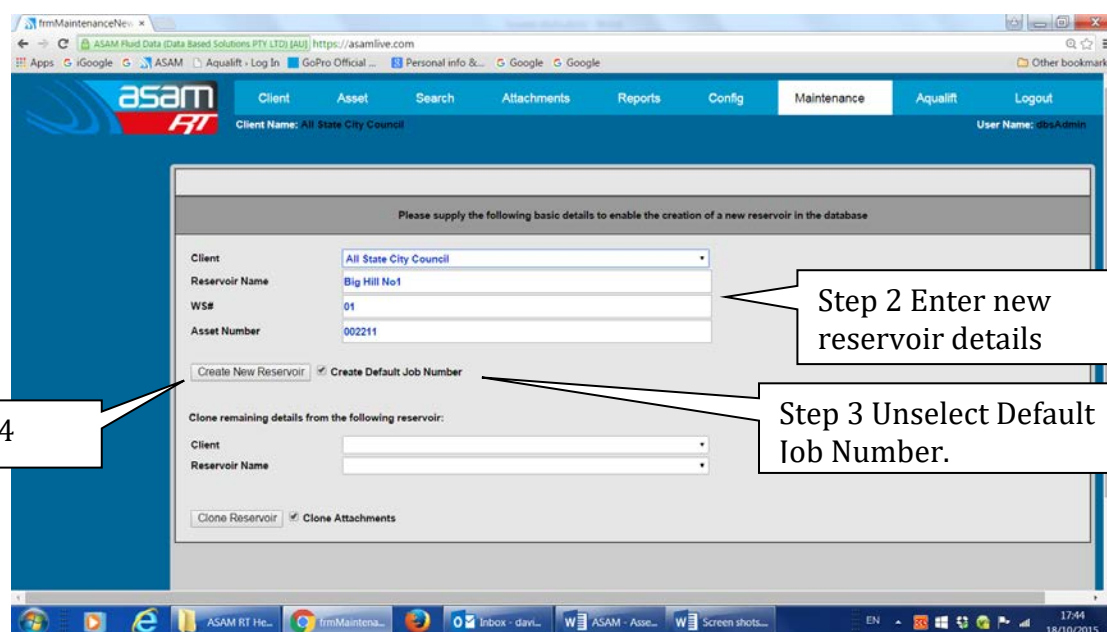 frmMaintenanceNev ×
ASAM Fluid Data (Data Based Solutions PTY LTD) [AU] https://asamlive.com
Apps iGoogle G ASAM Aqualift › Log In GoPro Official ... Personal info &... Google Google Other bookmark
asam RT
Client Asset Search Attachments Reports Config Maintenance Aqualift Logout
Client Name: All State City Council User Name: dbsAdmin
Please supply the following basic details to enable the creation of a new reservoir in the database
Client All State City Council
Reservoir Name Big Hill No1
WS# 01
Asset Number 002211
Step 2 Enter new
reservoir details
Create New Reservoir Create Default Job Number
4
Step 3 Unselect Default
Job Number.
Clone remaining details from the following reservoir:
Client
Reservoir Name
Clone Reservoir Clone Attachments
ASAM RT He... frmMaintena... Inbox - davi... ASAM - Asse... Screen shots... EN 17:44
18/10/2015